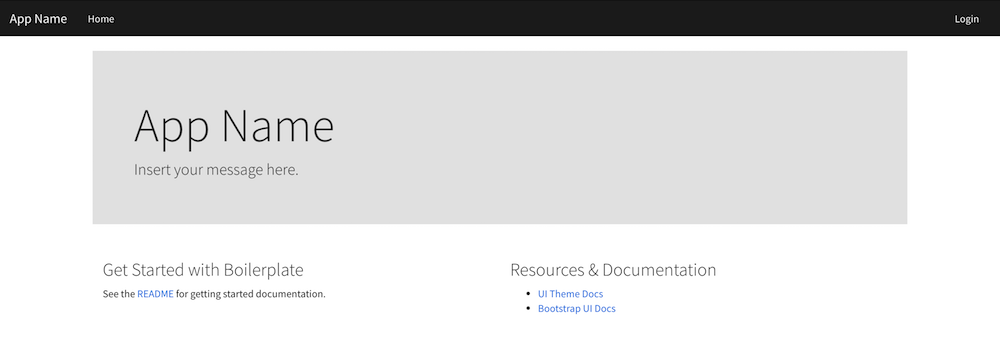 App Name Home Login
App Name
Insert your message here.
Get Started with Boilerplate
See the README for getting started documentation.
Resources & Documentation
UI Theme Docs
Bootstrap UI Docs